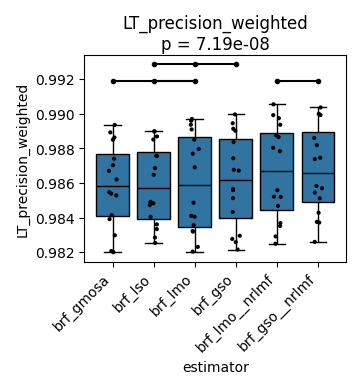 LT_precision_weighted
p = 7.19e-08
LT_precision_weighted
0.992
0.990
0.988
0.986
0.984
0.982
brf_gmosa
brf_lso
brf_lmo
brf_gso
brf_lmo__nrlmf
brf_gso__nrlmf
estimator